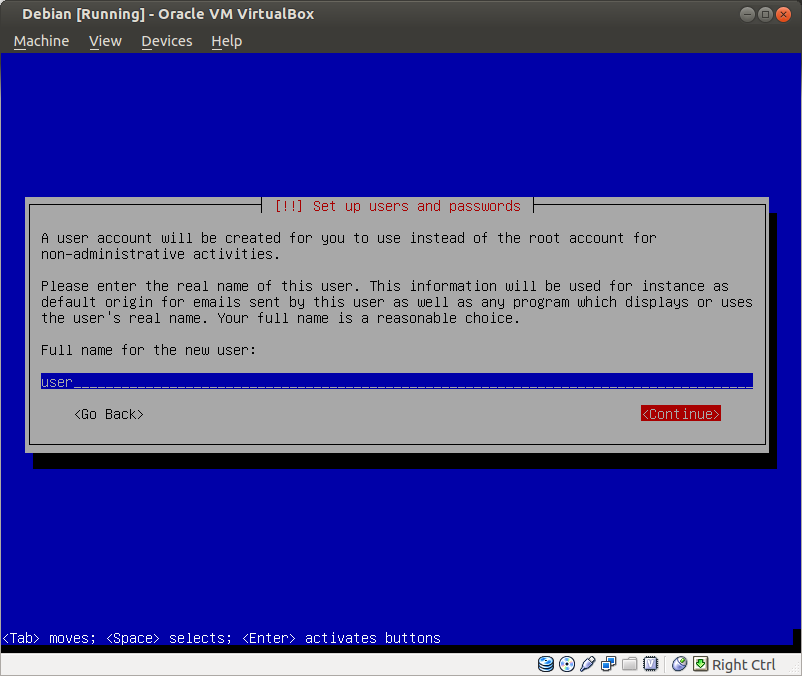 Debian [Running] - Oracle VM VirtualBox
Machine View Devices Help
[!!] Set up users and passwords
A user account will be created for you to use instead of the root account for
non-administrative activities.
Please enter the real name of this user. This information will be used for instance as
default origin for emails sent by this user as well as any program which displays or uses
the user's real name. Your full name is a reasonable choice.
Full name for the new user:
user
<Go Back> <Continue>
<Tab> moves; <Space> selects; <Enter> activates buttons
Right Ctrl